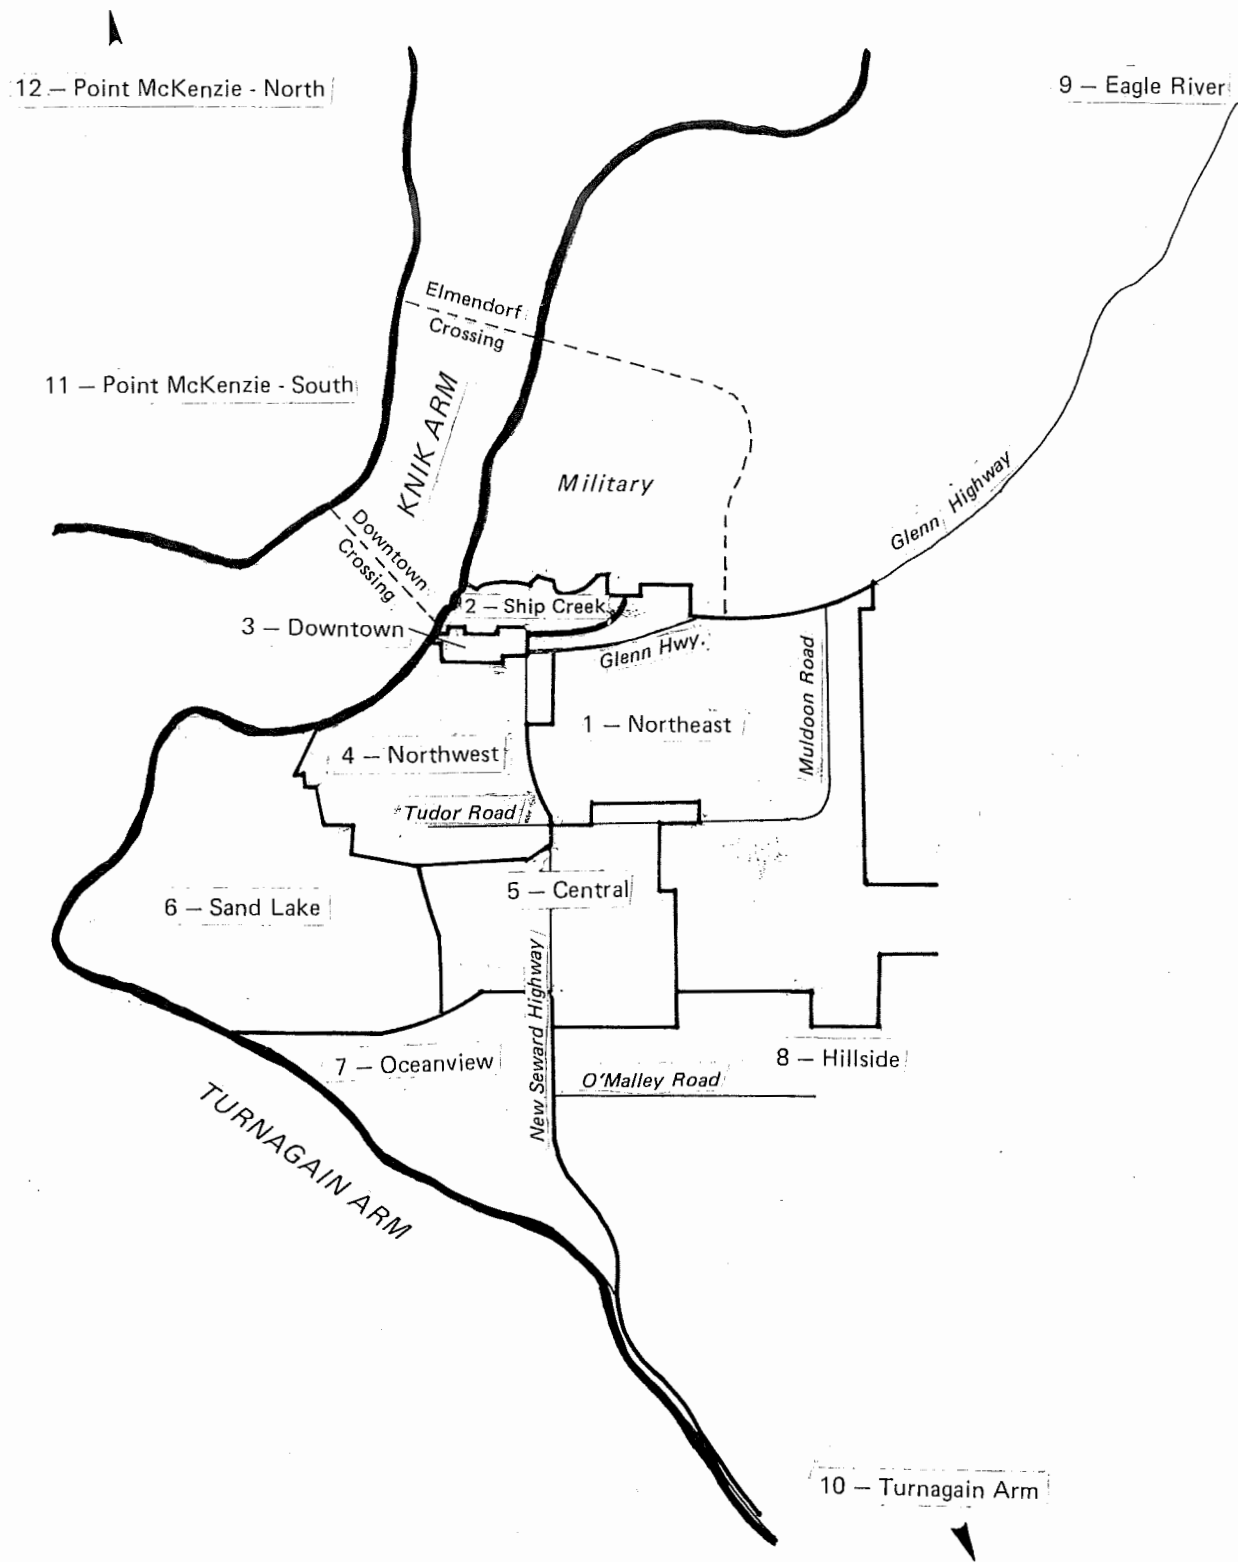 12 — Point McKenzie - North
9 — Eagle River
Elmendorf
Crossing
11 — Point McKenzie - South
KNIK ARM
Military
Glenn Highway
Downtown
Crossing
2 — Ship Creek
3 — Downtown
Glenn Hwy.
Muldoon Road
1 — Northeast
4 — Northwest
Tudor Road
5 — Central
6 — Sand Lake
New Seward Highway
7 — Oceanview
8 — Hillside
O'Malley Road
TURNAGAIN ARM
10 — Turnagain Arm